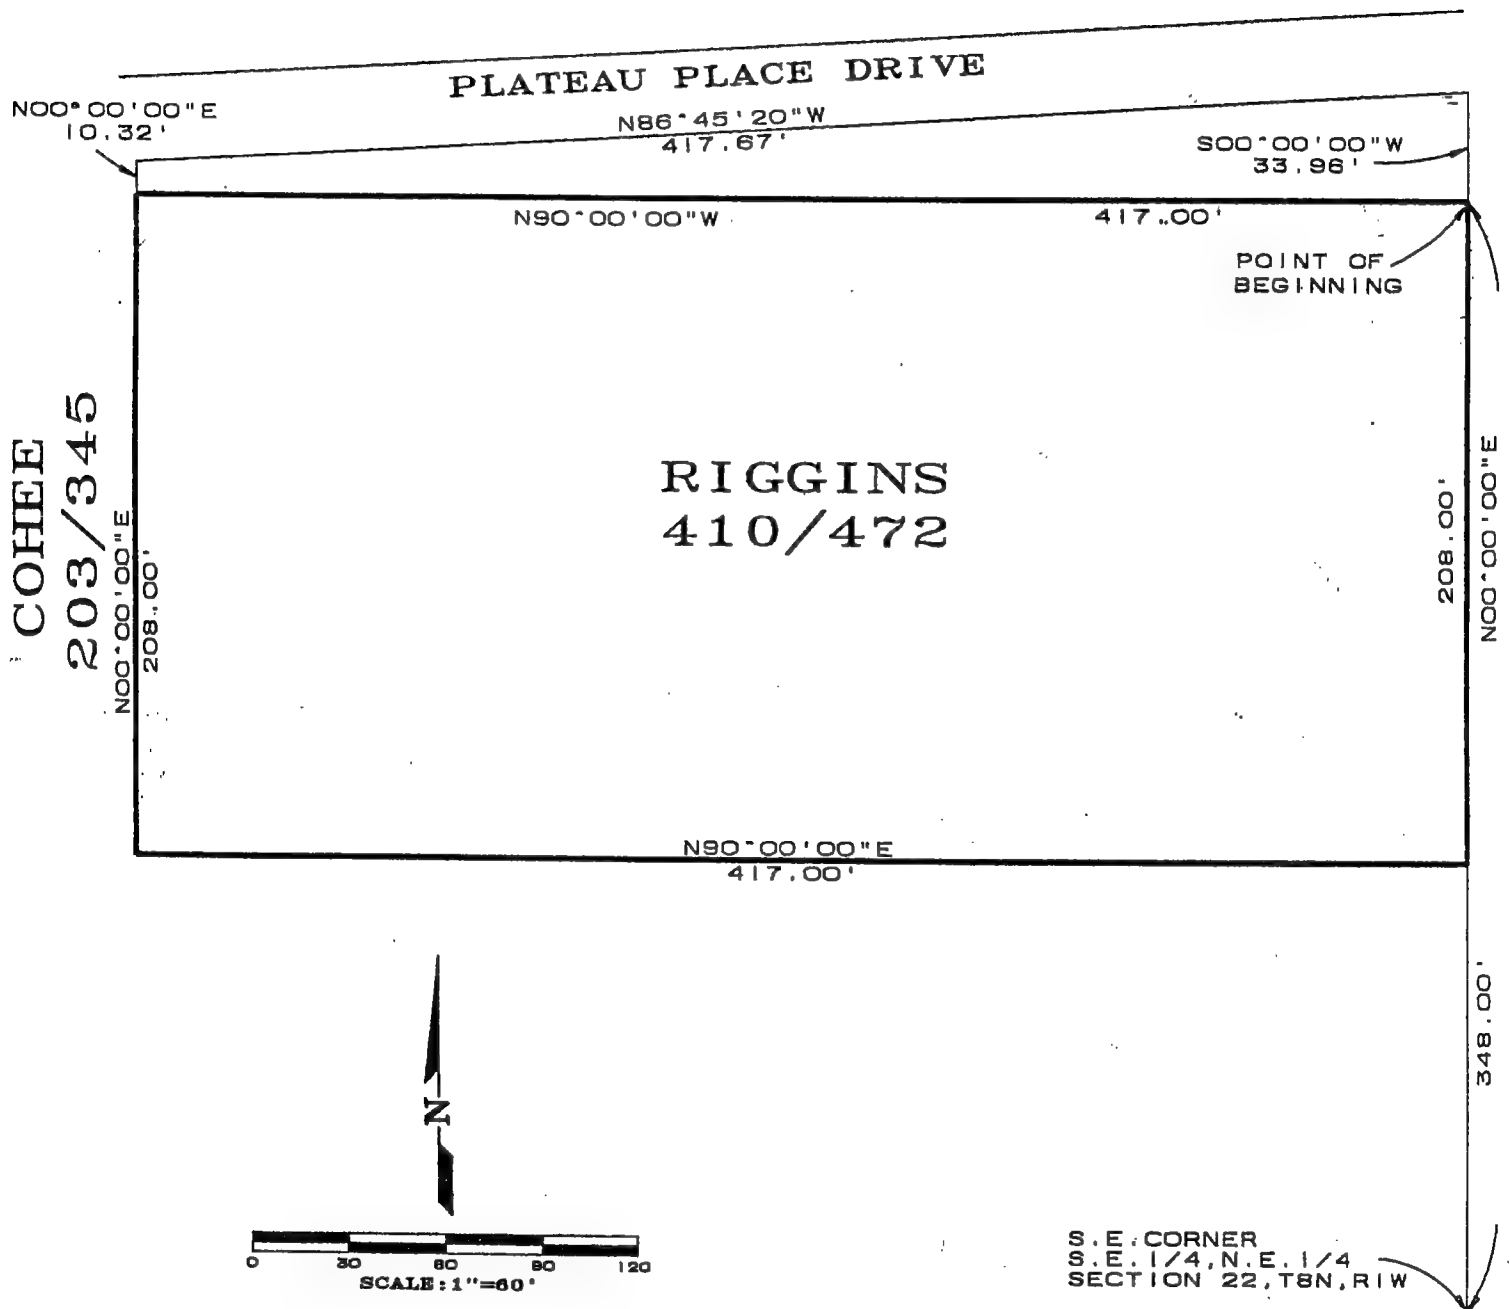 PLATEAU PLACE DRIVE
N00°00'00"E
10.32'
N86°45'20"W
417.67'
S00°00'00"W
33.96'
N90°00'00"W
417.00'
POINT OF
BEGINNING
COHEE
203/345
N00°00'00"E
208.00'
RIGGINS
410/472
208.00'
N00°00'00"E
N90°00'00"E
417.00'
348.00'
N
0 30 60 90 120
SCALE:1"=60'
S.E.CORNER
S.E.1/4,N.E.1/4
SECTION 22,T8N,R1W